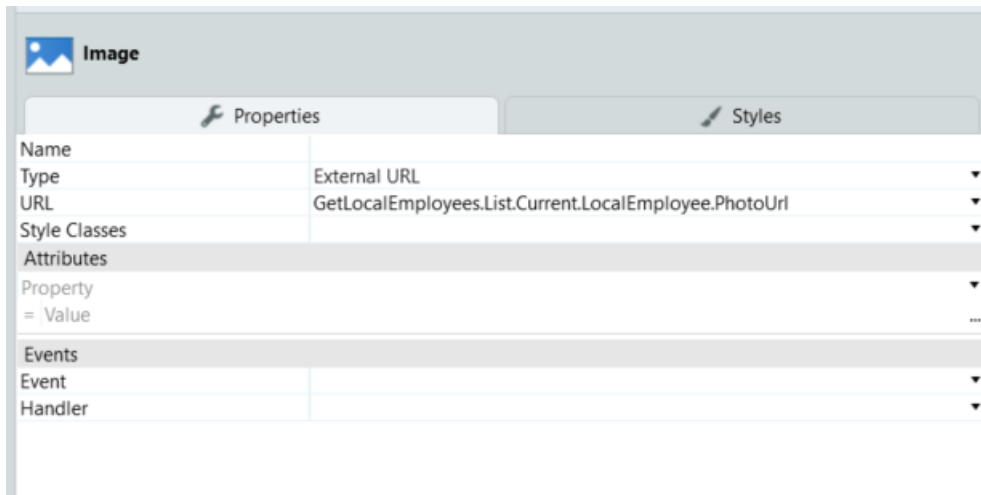 Image
Properties Styles
Name
Type External URL
URL GetLocalEmployees.List.Current.LocalEmployee.PhotoUrl
Style Classes
Attributes
Property
= Value ...
Events
Event
Handler